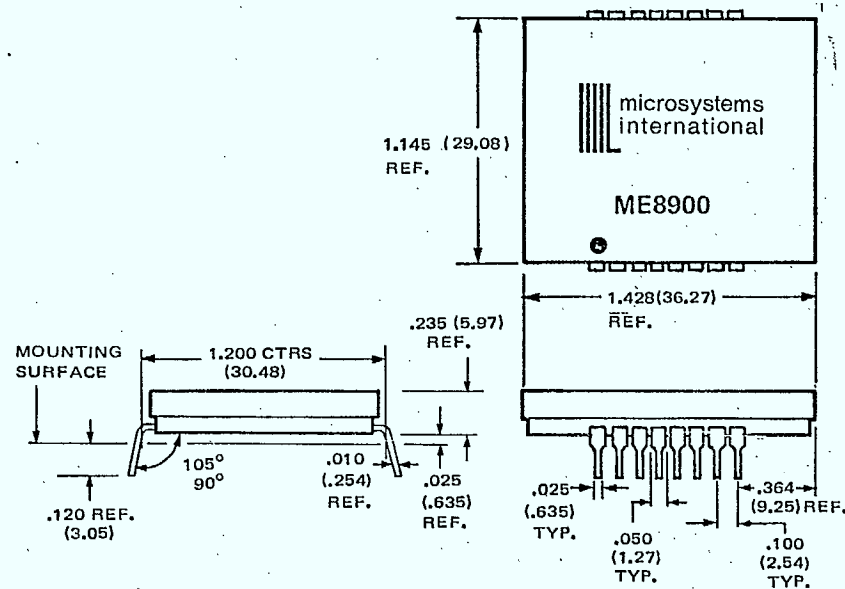 microsystems
international
ME8900
1.145 (29.08)
REF.
1.428(36.27)
REF.
.235 (5.97)
REF.
MOUNTING
SURFACE
1.200 CTRS
(30.48)
105°
90°
.010
(.254)
REF.
.025
(.635)
REF.
.120 REF.
(3.05)
.025
(.635)
TYP.
.050
(1.27)
TYP.
.364
(9.25) REF.
.100
(2.54)
TYP.